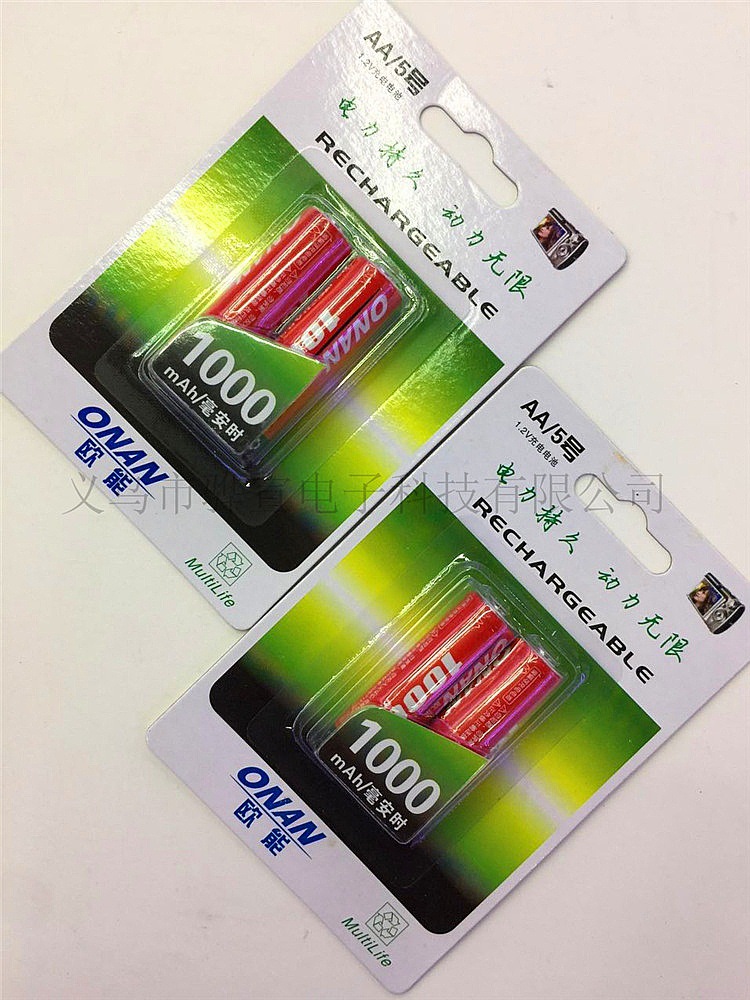 AA/5号
1.2V充电电池
电力持久 动力无限
RECHARGEABLE
ONAN
1000
mAh/毫安时
ONAN
欧能
MultiLife
AA/5号
1.2V充电电池
电力持久 动力无限
RECHARGEABLE
ONAN
1000
mAh/毫安时
ONAN
欧能
MultiLife
电子科技有限公司